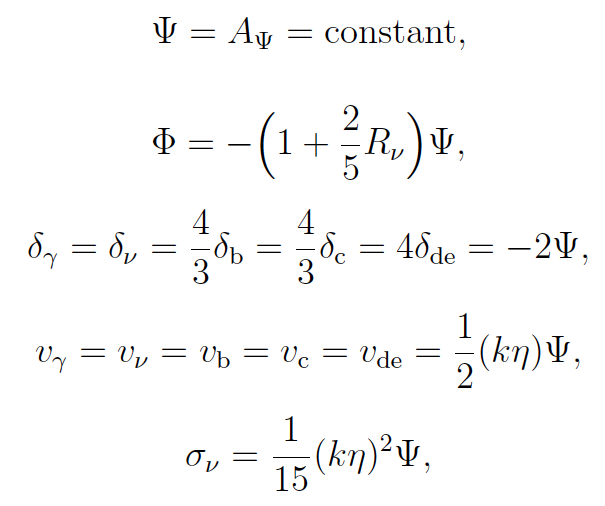 Ψ = A_Ψ = constant,
Φ = −(1 + 2/5 R_ν)Ψ,
δ_γ = δ_ν = 4/3 δ_b = 4/3 δ_c = 4δ_de = −2Ψ,
v_γ = v_ν = v_b = v_c = v_de = 1/2 (kη)Ψ,
σ_ν = 1/15 (kη)²Ψ,